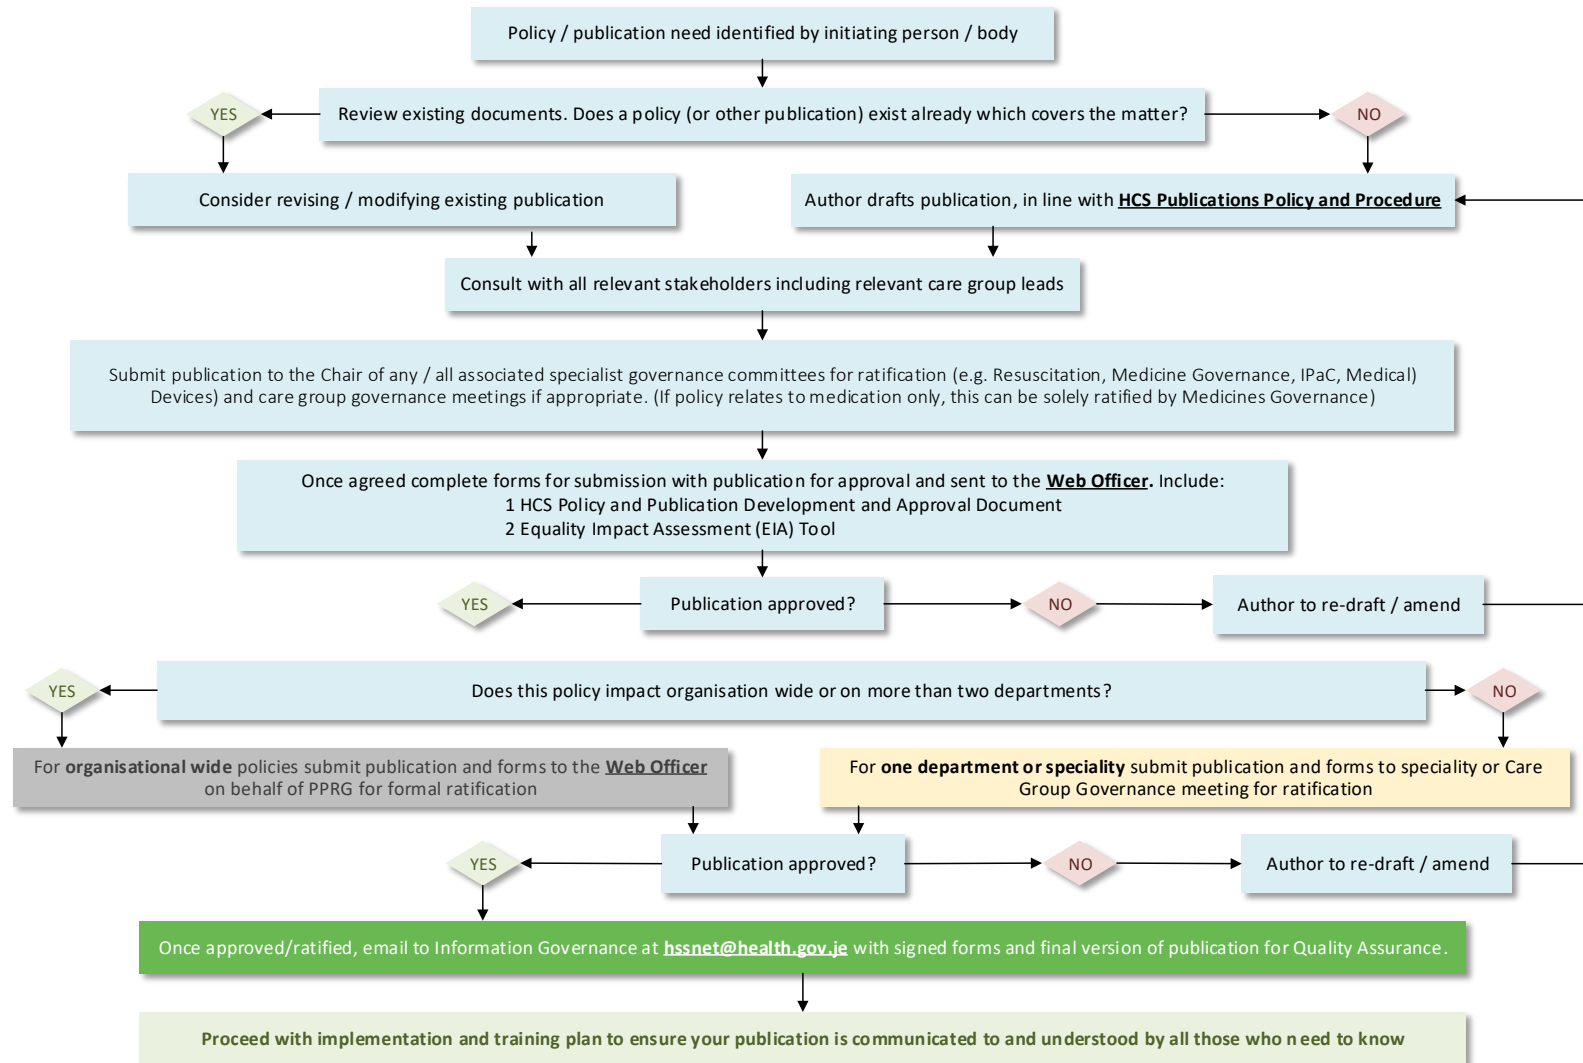 Policy / publication need identified by initiating person / body
YES
Review existing documents. Does a policy (or other publication) exist already which covers the matter?
NO
Consider revising / modifying existing publication
Author drafts publication, in line with HCS Publications Policy and Procedure
Consult with all relevant stakeholders including relevant care group leads
Submit publication to the Chair of any / all associated specialist governance committees for ratification (e.g. Resuscitation, Medicine Governance, IPaC, Medical)
Devices) and care group governance meetings if appropriate. (If policy relates to medication only, this can be solely ratified by Medicines Governance)
Once agreed complete forms for submission with publication for approval and sent to the Web Officer. Include:
1 HCS Policy and Publication Development and Approval Document
2 Equality Impact Assessment (EIA) Tool
YES
Publication approved?
NO
Author to re-draft / amend
YES
Does this policy impact organisation wide or on more than two departments?
NO
For organisational wide policies submit publication and forms to the Web Officer
on behalf of PPRG for formal ratification
For one department or speciality submit publication and forms to speciality or Care
Group Governance meeting for ratification
YES
Publication approved?
NO
Author to re-draft / amend
Once approved/ratified, email to Information Governance at hssnet@health.gov.je with signed forms and final version of publication for Quality Assurance.
Proceed with implementation and training plan to ensure your publication is communicated to and understood by all those who need to know